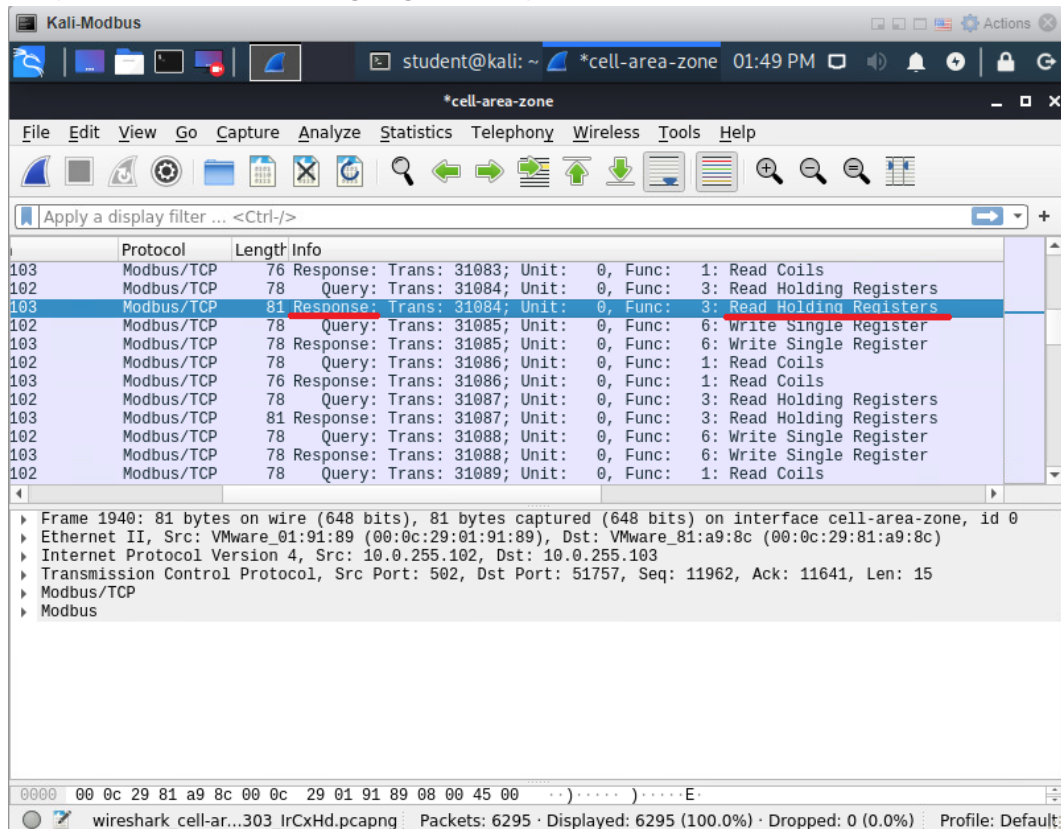 Kali-Modbus Actions
student@kali: ~ *cell-area-zone 01:49 PM
*cell-area-zone
File Edit View Go Capture Analyze Statistics Telephony Wireless Tools Help
Apply a display filter ... <Ctrl-/> +
Protocol Length Info
103 Modbus/TCP 76 Response: Trans: 31083; Unit: 0, Func: 1: Read Coils
102 Modbus/TCP 78 Query: Trans: 31084; Unit: 0, Func: 3: Read Holding Registers
103 Modbus/TCP 81 Response: Trans: 31084; Unit: 0, Func: 3: Read Holding Registers
102 Modbus/TCP 78 Query: Trans: 31085; Unit: 0, Func: 6: Write Single Register
103 Modbus/TCP 78 Response: Trans: 31085; Unit: 0, Func: 6: Write Single Register
102 Modbus/TCP 78 Query: Trans: 31086; Unit: 0, Func: 1: Read Coils
103 Modbus/TCP 76 Response: Trans: 31086; Unit: 0, Func: 1: Read Coils
102 Modbus/TCP 78 Query: Trans: 31087; Unit: 0, Func: 3: Read Holding Registers
103 Modbus/TCP 81 Response: Trans: 31087; Unit: 0, Func: 3: Read Holding Registers
102 Modbus/TCP 78 Query: Trans: 31088; Unit: 0, Func: 6: Write Single Register
103 Modbus/TCP 78 Response: Trans: 31088; Unit: 0, Func: 6: Write Single Register
102 Modbus/TCP 78 Query: Trans: 31089; Unit: 0, Func: 1: Read Coils
Frame 1940: 81 bytes on wire (648 bits), 81 bytes captured (648 bits) on interface cell-area-zone, id 0
Ethernet II, Src: VMware_01:91:89 (00:0c:29:01:91:89), Dst: VMware_81:a9:8c (00:0c:29:81:a9:8c)
Internet Protocol Version 4, Src: 10.0.255.102, Dst: 10.0.255.103
Transmission Control Protocol, Src Port: 502, Dst Port: 51757, Seq: 11962, Ack: 11641, Len: 15
Modbus/TCP
Modbus
0000 00 0c 29 81 a9 8c 00 0c 29 01 91 89 08 00 45 00 ··)····· )·····E·
wireshark_cell-ar...303_IrCxHd.pcapng Packets: 6295 · Displayed: 6295 (100.0%) · Dropped: 0 (0.0%) Profile: Default